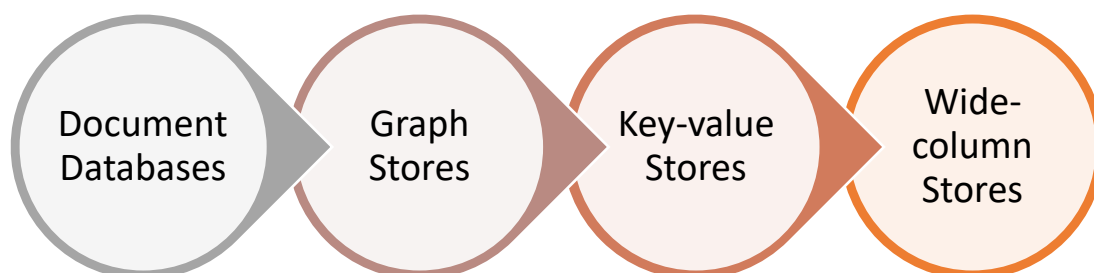 Document
Databases
Graph
Stores
Key-value
Stores
Wide-
column
Stores